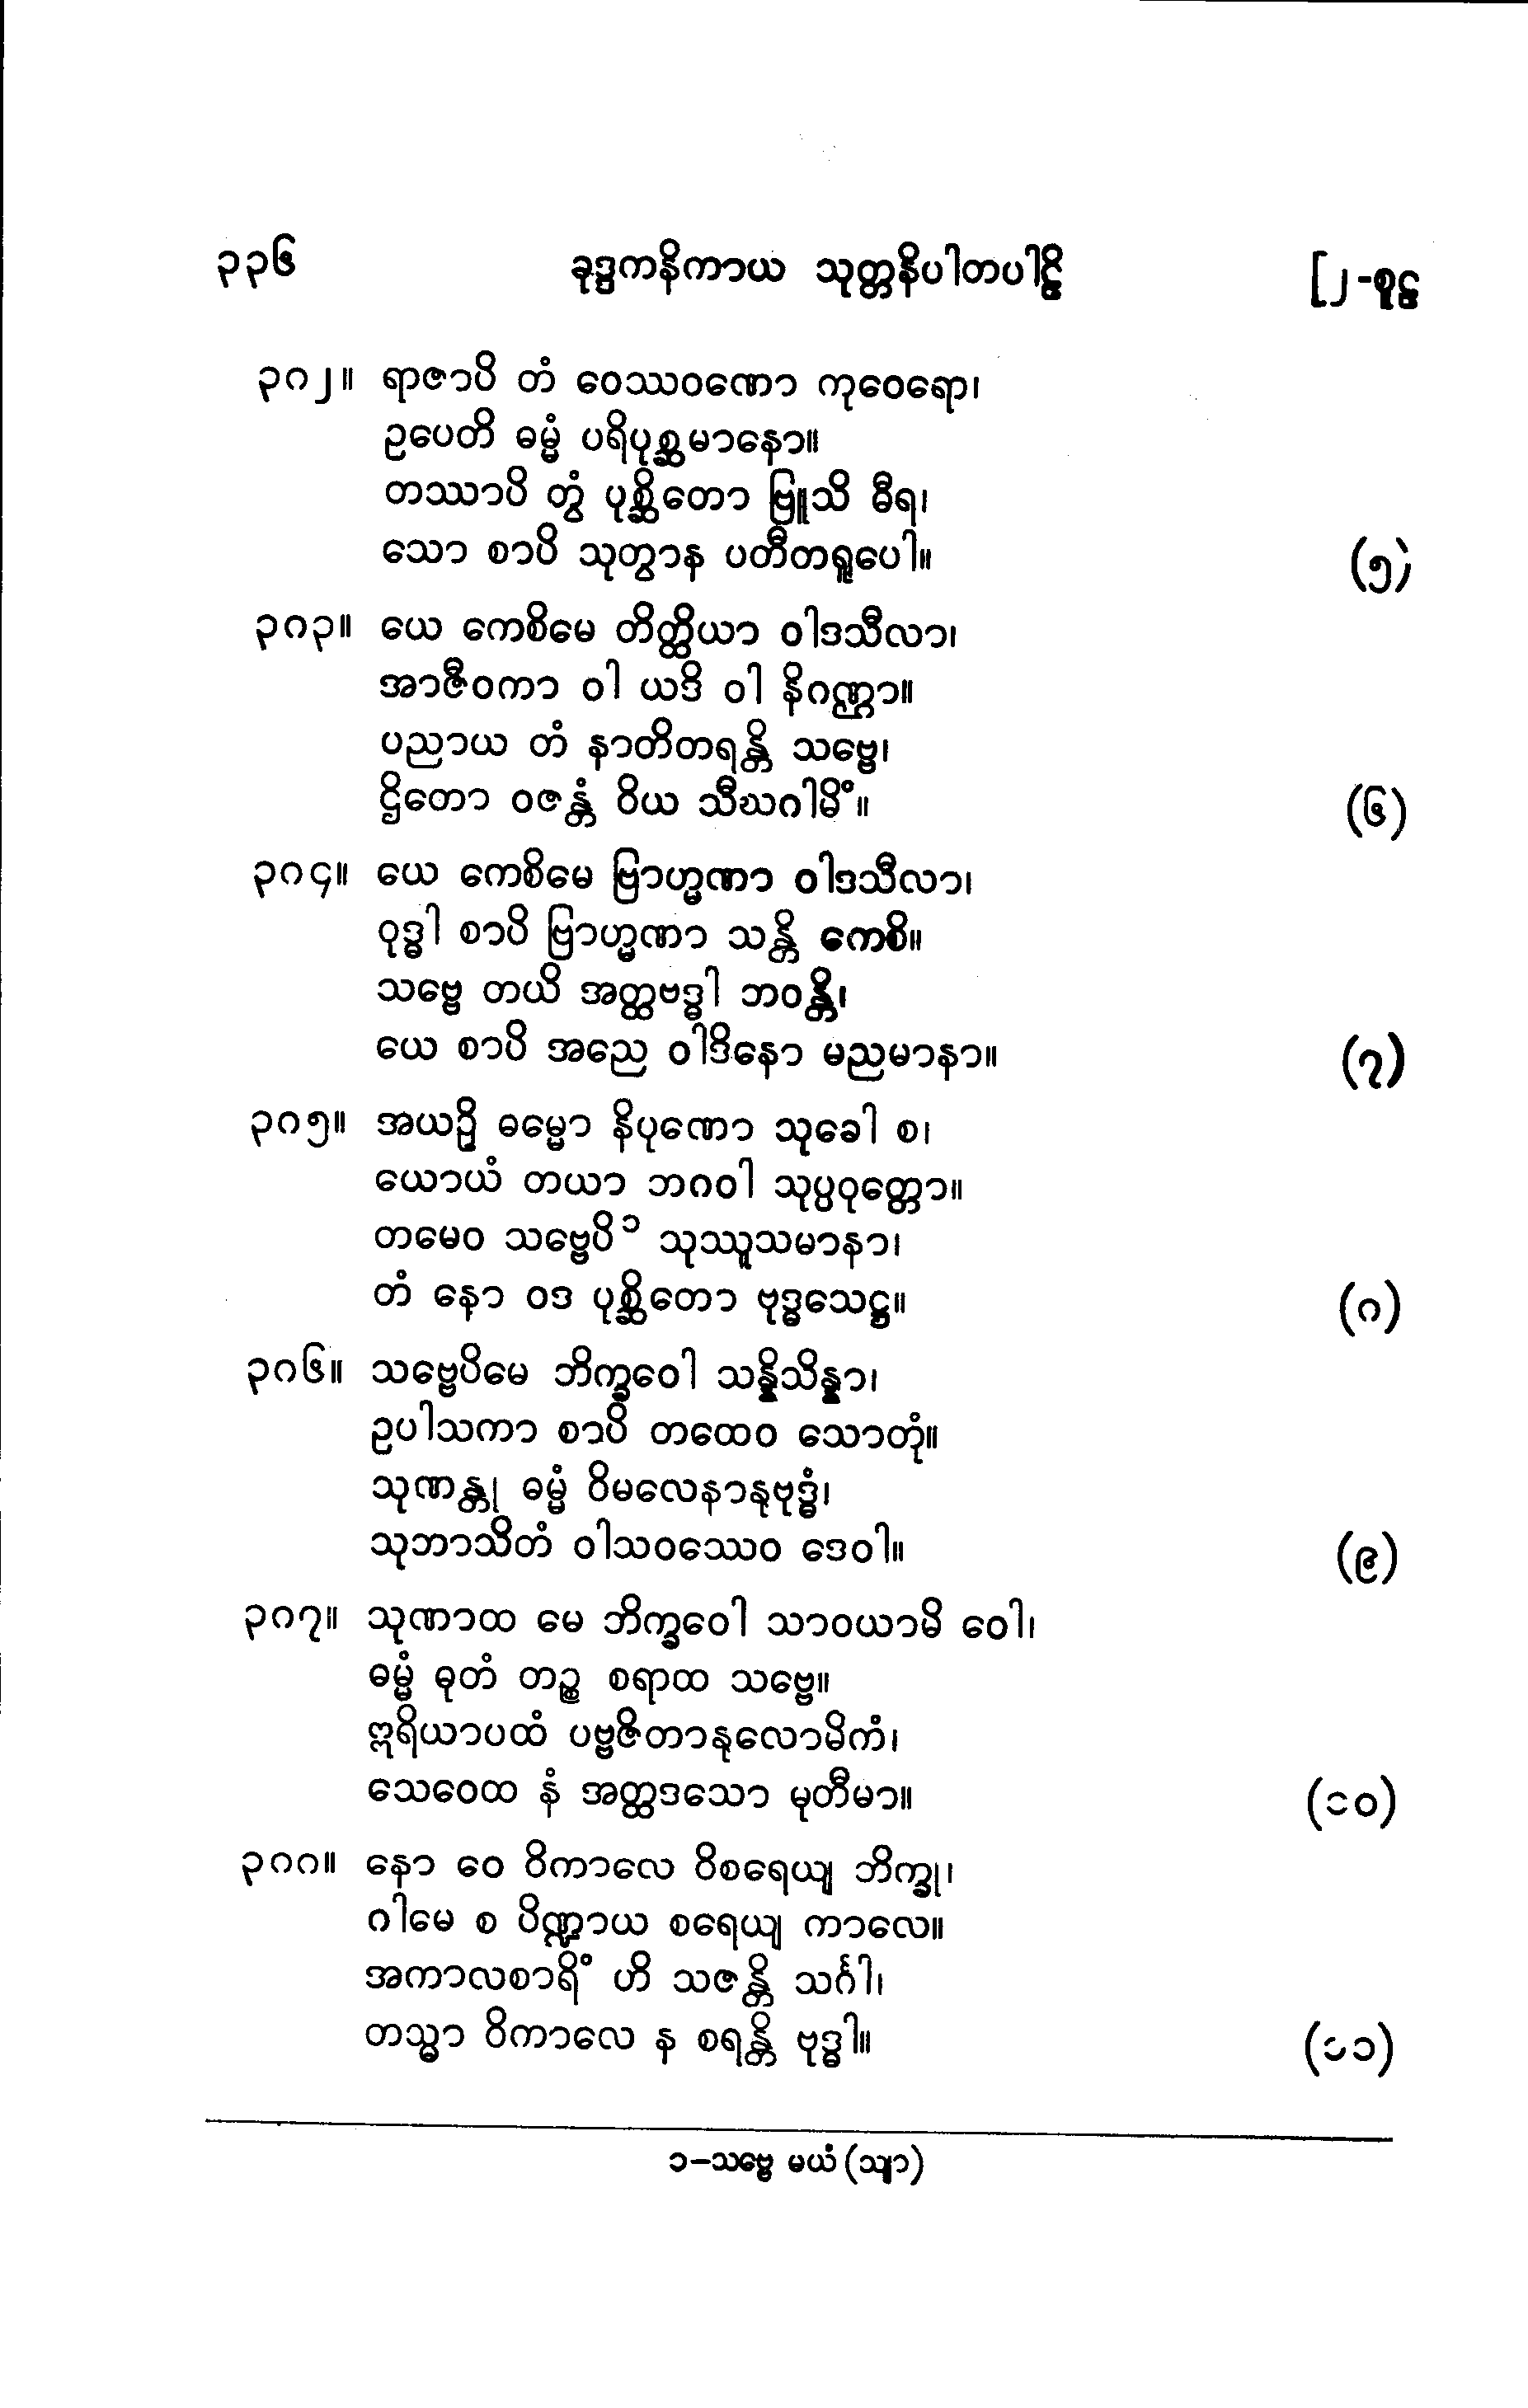 ၃၃၆ ခုဒ္ဒကနိကာယ သုတ္တနိပါတပါဠိ [၂-စူဠ
၃၈၂။ ရာဇာပိ တံ ဝေဿဝဏော ကုဝေရော၊
ဥပေတိ ဓမ္မံ ပရိပုစ္ဆမာနော။
တဿာပိ တွံ ပုစ္ဆိတော ဗြူသိ ဓီရ၊
သော စာပိ သုတွာန ပတီတရူပေါ။ (၅)
၃၈၃။ ယေ ကေစိမေ တိတ္ထိယာ ဝါဒသီလာ၊
အာဇီဝကာ ဝါ ယဒိ ဝါ နိဂဏ္ဌာ။
ပညာယ တံ နာတိတရန္တိ သဗ္ဗေ၊
ဌိတော ဝဇန္တံ ဝိယ သီဃဂါမိံ။ (၆)
၃၈၄။ ယေ ကေစိမေ ဗြာဟ္မဏာ ဝါဒသီလာ၊
ဝုဒ္ဓါ စာပိ ဗြာဟ္မဏာ သန္တိ ကေစိ။
သဗ္ဗေ တယိ အတ္ထဗဒ္ဓါ ဘဝန္တိ၊
ယေ စာပိ အညေ ဝါဒိနော မညမာနာ။ (၇)
၃၈၅။ အယဉှိ ဓမ္မော နိပုဏော သုခေါ စ၊
ယောယံ တယာ ဘဂဝါ သုပ္ပဝုတ္တော။
တမေဝ သဗ္ဗေပိ၁ သုဿူသမာနာ၊
တံ နော ဝဒ ပုစ္ဆိတော ဗုဒ္ဓသေဋ္ဌ။ (၈)
၃၈၆။ သဗ္ဗေပိမေ ဘိက္ခဝေါ သန္နိသိန္နာ၊
ဥပါသကာ စာပိ တထေဝ သောတုံ။
သုဏန္တု ဓမ္မံ ဝိမလေနာနုဗုဒ္ဓံ၊
သုဘာသိတံ ဝါသဝဿေဝ ဒေဝါ။ (၉)
၃၈၇။ သုဏာထ မေ ဘိက္ခဝေါ သာဝယာမိ ဝေါ၊
ဓမ္မံ ဓုတံ တဉ္စ စရာထ သဗ္ဗေ။
ဣရိယာပထံ ပဗ္ဗဇိတာနုလောမိကံ၊
သေဝေထ နံ အတ္ထဒသော မုတီမာ။ (၁၀)
၃၈၈။ နော ဝေ ဝိကာလေ ဝိစရေယျ ဘိက္ခု၊
ဂါမေ စ ပိဏ္ဍာယ စရေယျ ကာလေ။
အကာလစာရိံ ဟိ သဇန္တိ သင်္ဂါ၊
တသ္မာ ဝိကာလေ န စရန္တိ ဗုဒ္ဓါ။ (၁၁)
၁–သဗ္ဗေ မယံ (သျာ)